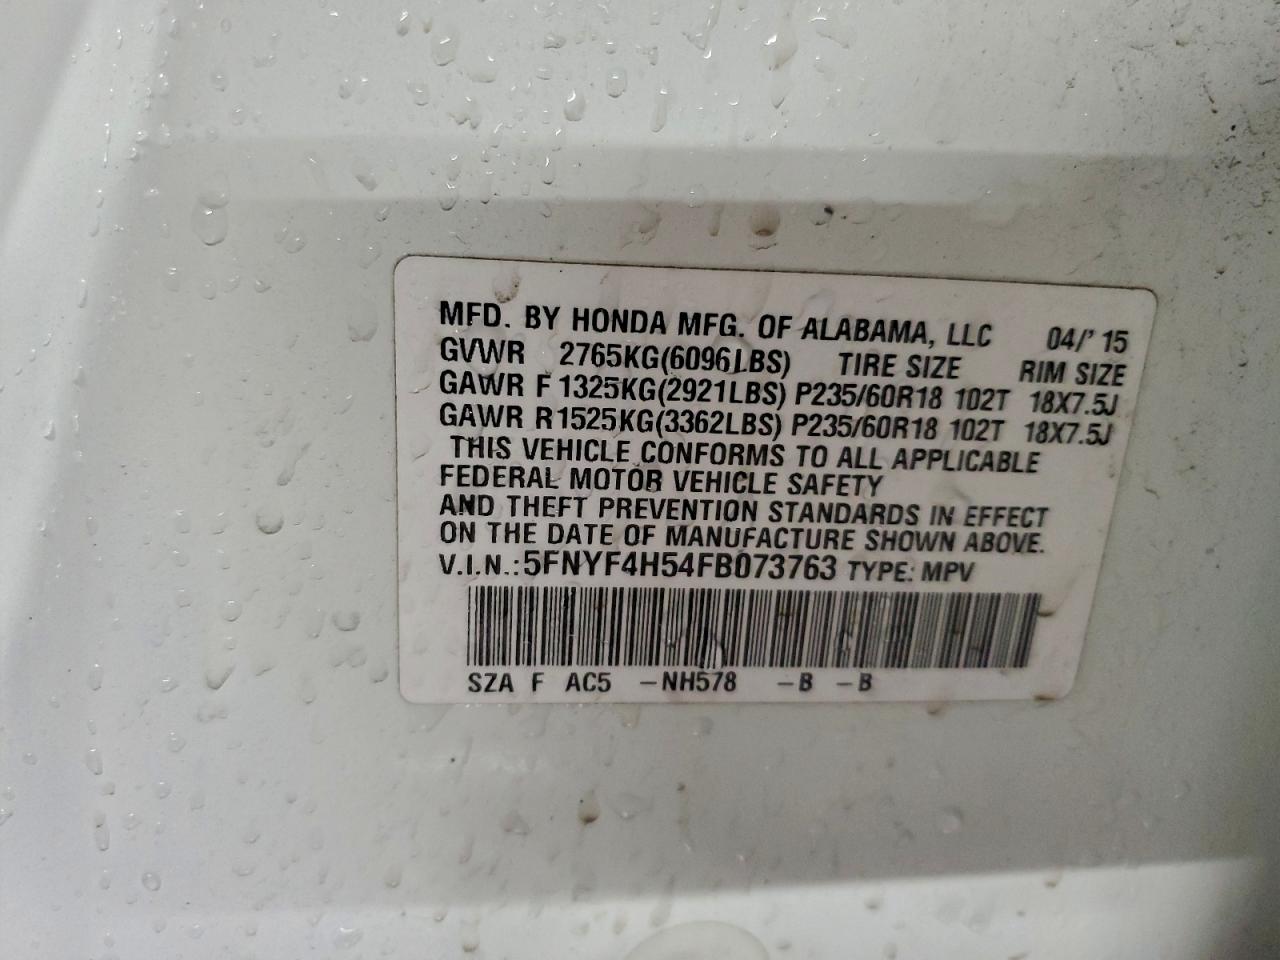 MFD. BY HONDA MFG. OF ALABAMA, LLC 04/'15
GVWR 2765KG(6096LBS) TIRE SIZE RIM SIZE
GAWR F 1325KG(2921LBS) P235/60R18 102T 18X7.5J
GAWR R1525KG(3362LBS) P235/60R18 102T 18X7.5J
THIS VEHICLE CONFORMS TO ALL APPLICABLE
FEDERAL MOTOR VEHICLE SAFETY
AND THEFT PREVENTION STANDARDS IN EFFECT
ON THE DATE OF MANUFACTURE SHOWN ABOVE.
V.I.N.:5FNYF4H54FB073763 TYPE: MPV
SZA F AC5 -NH578 -B -B